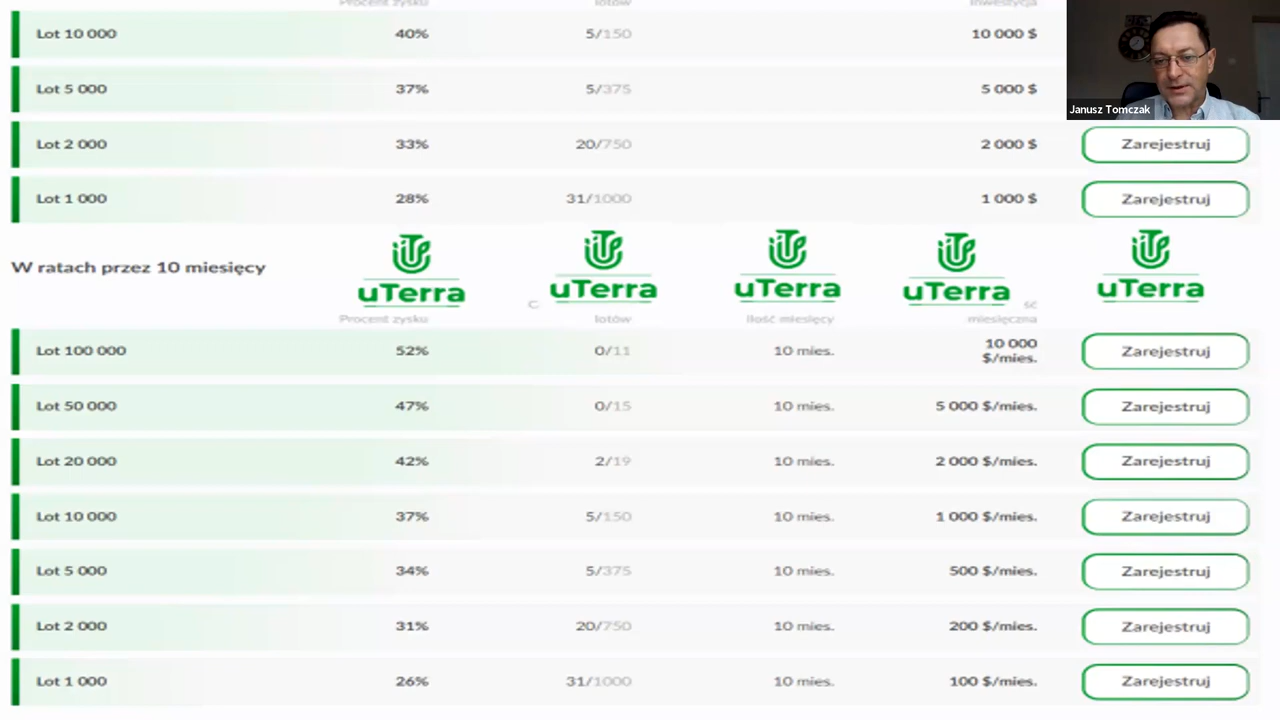 Procent zysku lotów Inwestycja
Lot 10 000 40% 5/150 10 000 $
Lot 5 000 37% 5/375 5 000 $
Janusz Tomczak
Lot 2 000 33% 20/750 2 000 $ Zarejestruj
Lot 1 000 28% 31/1000 1 000 $ Zarejestruj
W ratach przez 10 miesięcy
uTerra uTerra uTerra uTerra uTerra
C ść
Procent zysku lotów Ilość miesięcy miesięczna
Lot 100 000 52% 0/11 10 mies. 10 000 $/mies. Zarejestruj
Lot 50 000 47% 0/15 10 mies. 5 000 $/mies. Zarejestruj
Lot 20 000 42% 2/19 10 mies. 2 000 $/mies. Zarejestruj
Lot 10 000 37% 5/150 10 mies. 1 000 $/mies. Zarejestruj
Lot 5 000 34% 5/375 10 mies. 500 $/mies. Zarejestruj
Lot 2 000 31% 20/750 10 mies. 200 $/mies. Zarejestruj
Lot 1 000 26% 31/1000 10 mies. 100 $/mies. Zarejestruj